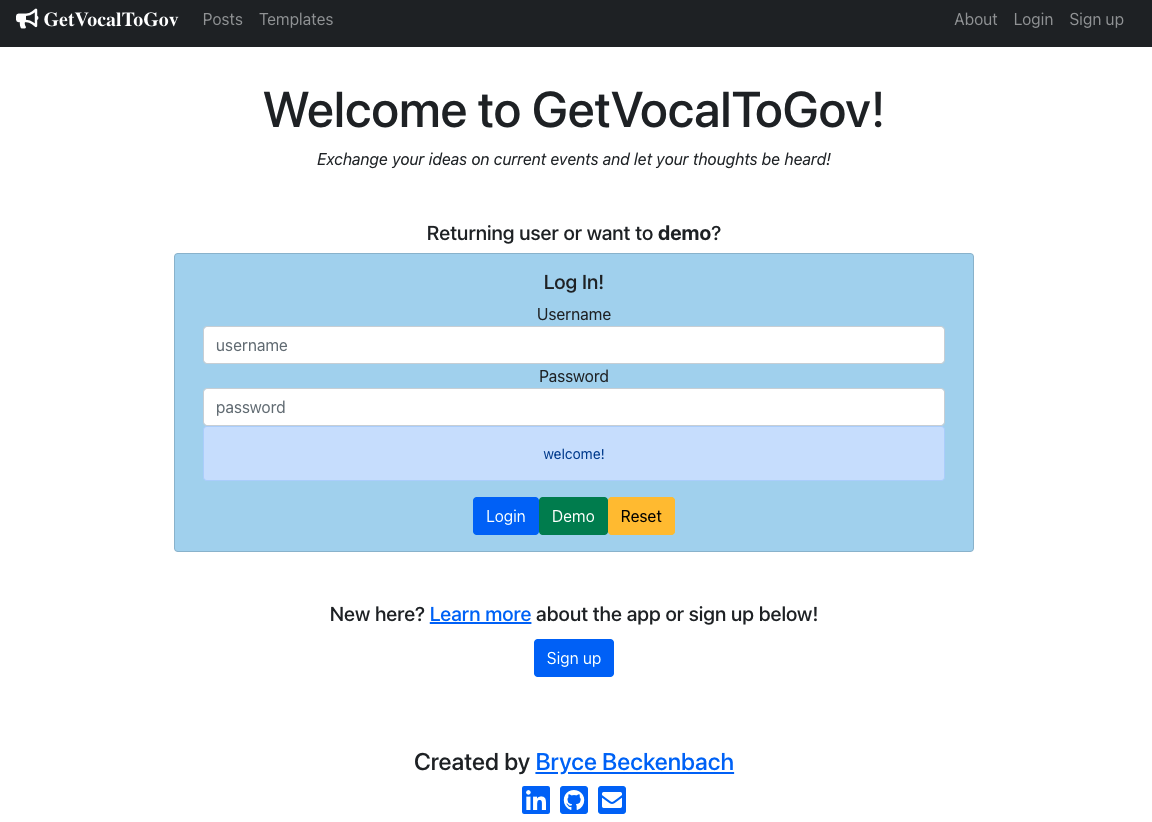 GetVocalToGov Posts Templates About Login Sign up
Welcome to GetVocalToGov!
Exchange your ideas on current events and let your thoughts be heard!
Returning user or want to demo?
Log In!
Username
username
Password
password
welcome!
Login Demo Reset
New here? Learn more about the app or sign up below!
Sign up
Created by Bryce Beckenbach
in